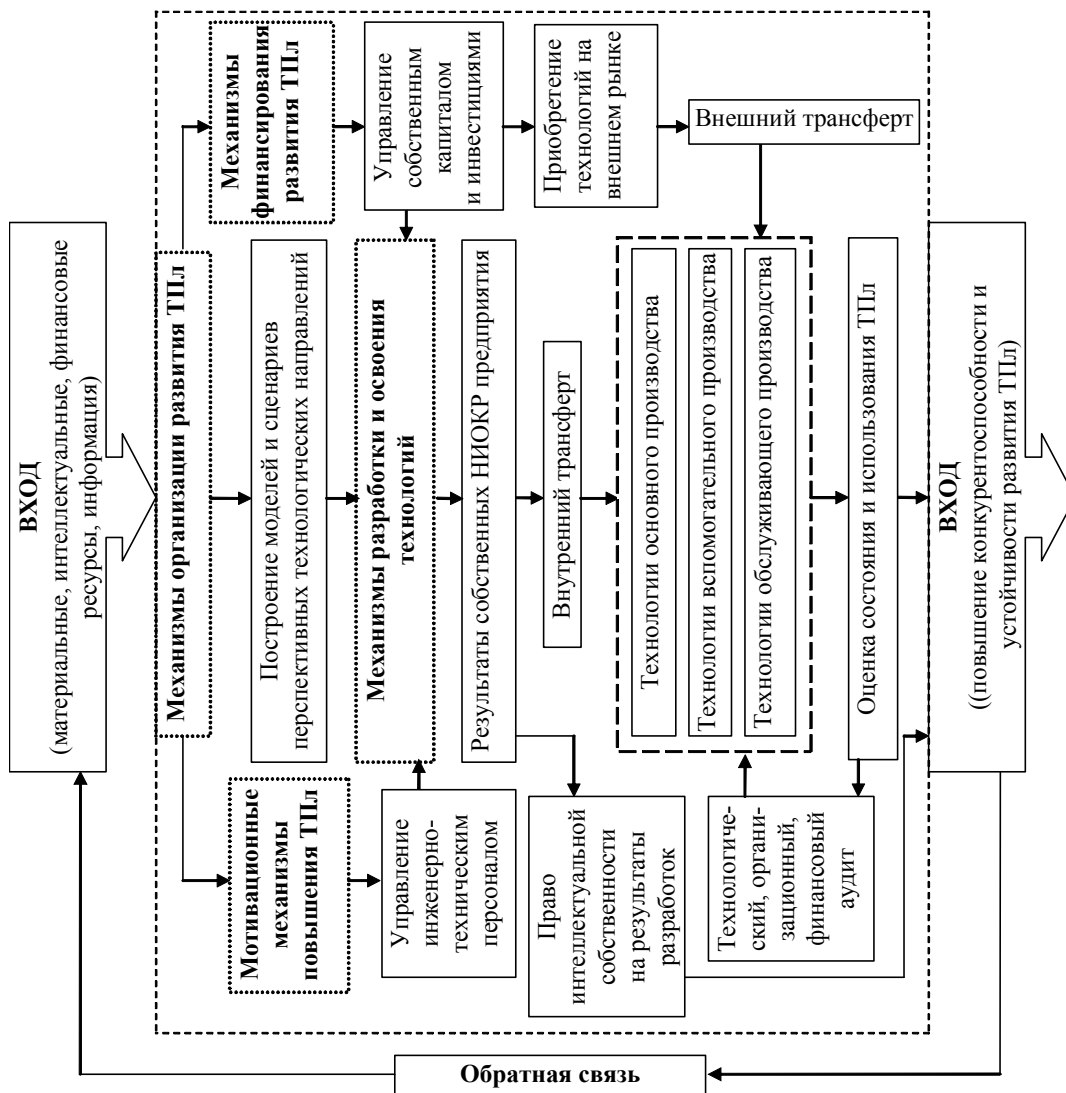 ВХОД
(материальные, интеллектуальные, финансовые
ресурсы, информация)
Механизмы организации развития ТПл
Мотивационные
механизмы
повышения ТПл
Построение моделей и сценариев
перспективных технологических направлений
Механизмы
финансирования
развития ТПл
Управление
инженерно-
техническим
персоналом
Механизмы разработки и освоения
технологий
Управление
собственным
капиталом
и инвестициями
Результаты собственных НИОКР предприятия
Приобретение
технологий на
внешнем рынке
Право
интеллектуальной
собственности
на результаты
разработок
Внутренний трансферт
Внешний трансферт
Технологии основного производства
Технологии вспомогательного производства
Технологии обслуживающего производства
Технологиче-
ский, органи-
зационный,
финансовый
аудит
Оценка состояния и использования ТПл
ВХОД
((повышение конкурентоспособности и
устойчивости развития ТПл)
Обратная связь